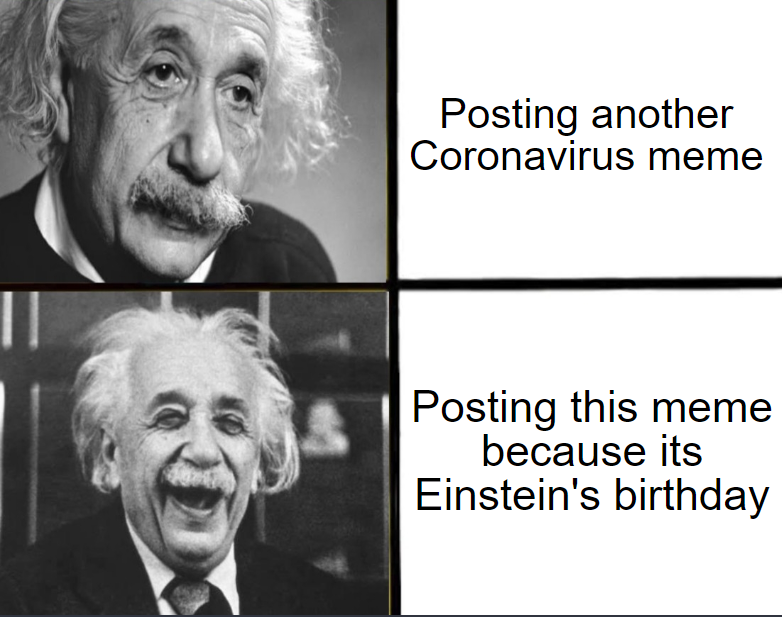 Posting another
Coronavirus meme
Posting this meme
because its
Einstein's birthday